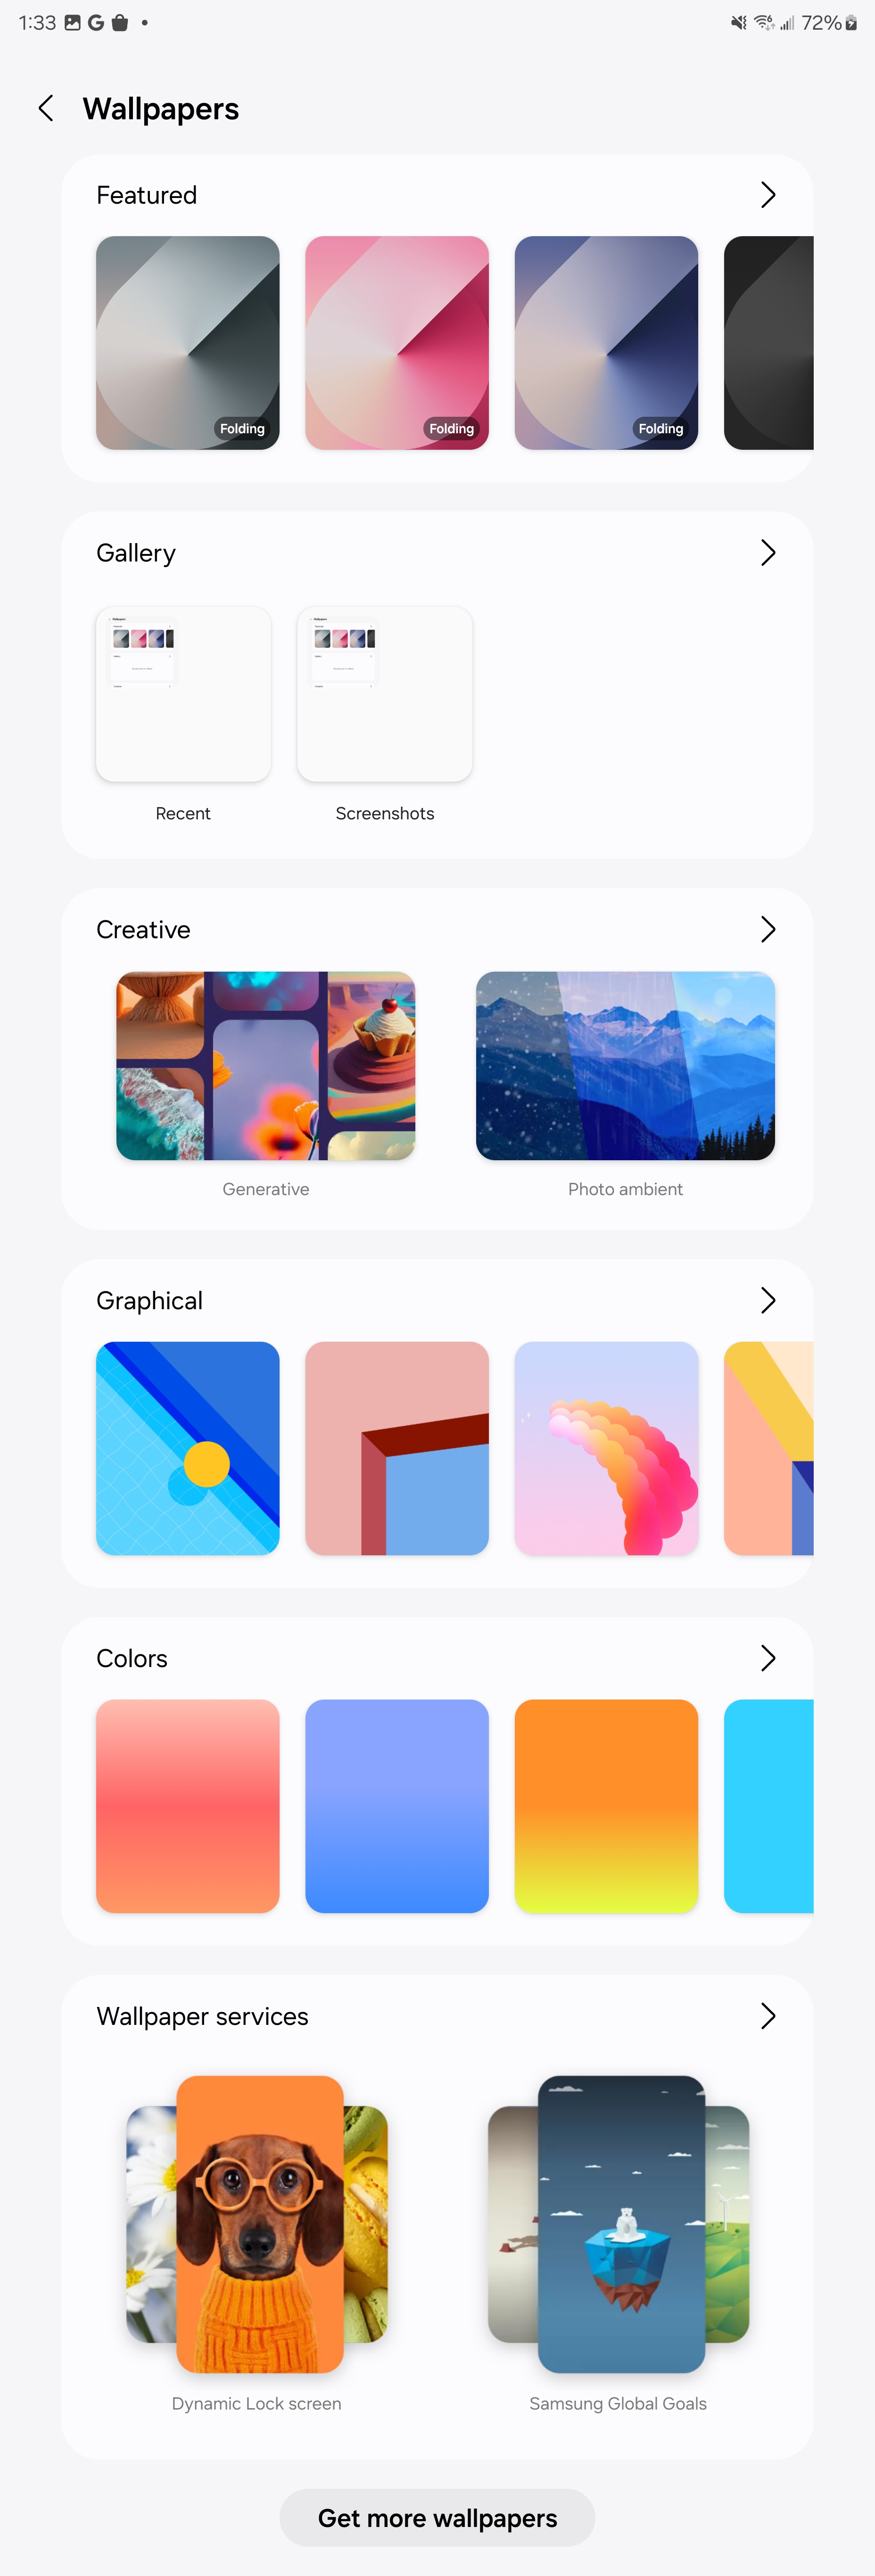 1:33
72%
Wallpapers
Featured
Folding
Folding
Folding
Gallery
Recent
Screenshots
Creative
Generative
Photo ambient
Graphical
Colors
Wallpaper services
Dynamic Lock screen
Samsung Global Goals
Get more wallpapers